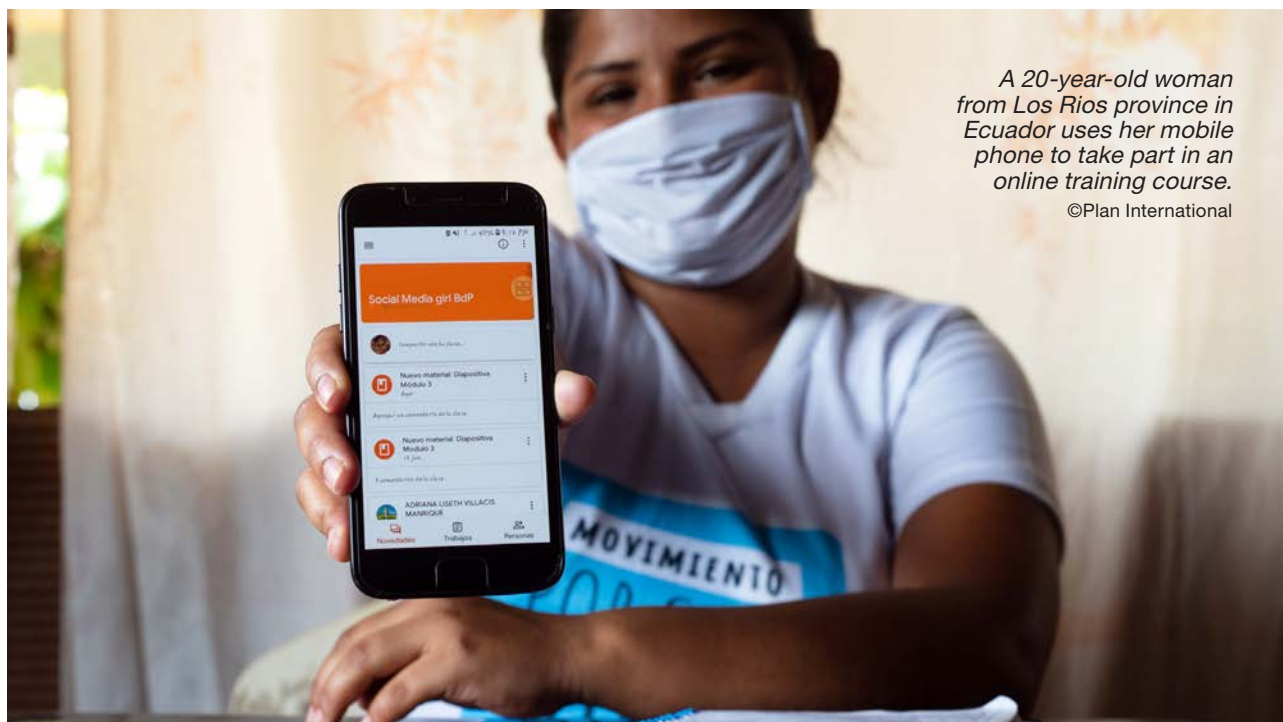 A 20-year-old woman
from Los Rios province in
Ecuador uses her mobile
phone to take part in an
online training course.
©Plan International
Social Media girl BdP
Nuevo material: Diapositiva
Módulo 3
Ayer
Nuevo material: Diapositiva
Modulo 3
ADRIANA LISETH VILLACIS
MANRIQUE
Novedades Trabajos Personas
MOVIMIENTO